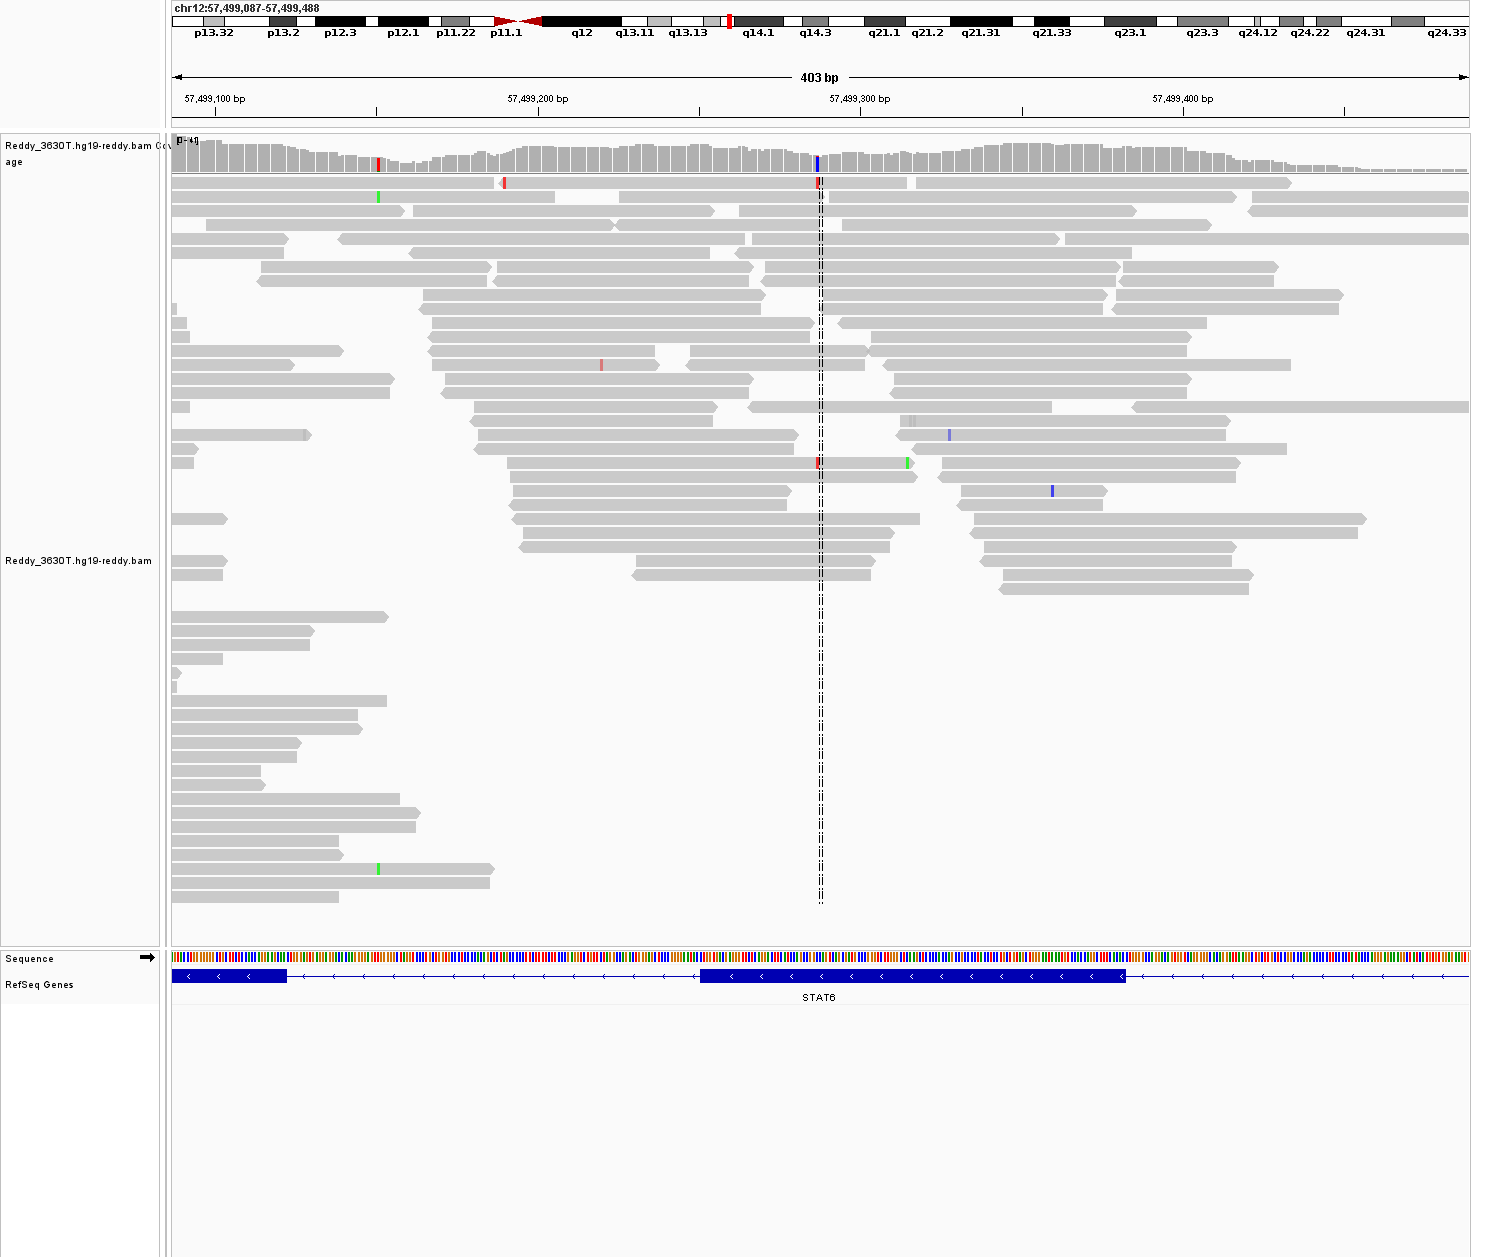 chr12:57,499,087-57,499,488
p13.32 p13.2 p12.3 p12.1 p11.22 p11.1 q12 q13.11 q13.13 q14.1 q14.3 q21.1 q21.2 q21.31 q21.33 q23.1 q23.3 q24.12 q24.22 q24.31 q24.33
403 bp
57,499,100 bp 57,499,200 bp 57,499,300 bp 57,499,400 bp
Reddy_3630T.hg19-reddy.bam Cov
age
Reddy_3630T.hg19-reddy.bam
Sequence
RefSeq Genes
STAT6